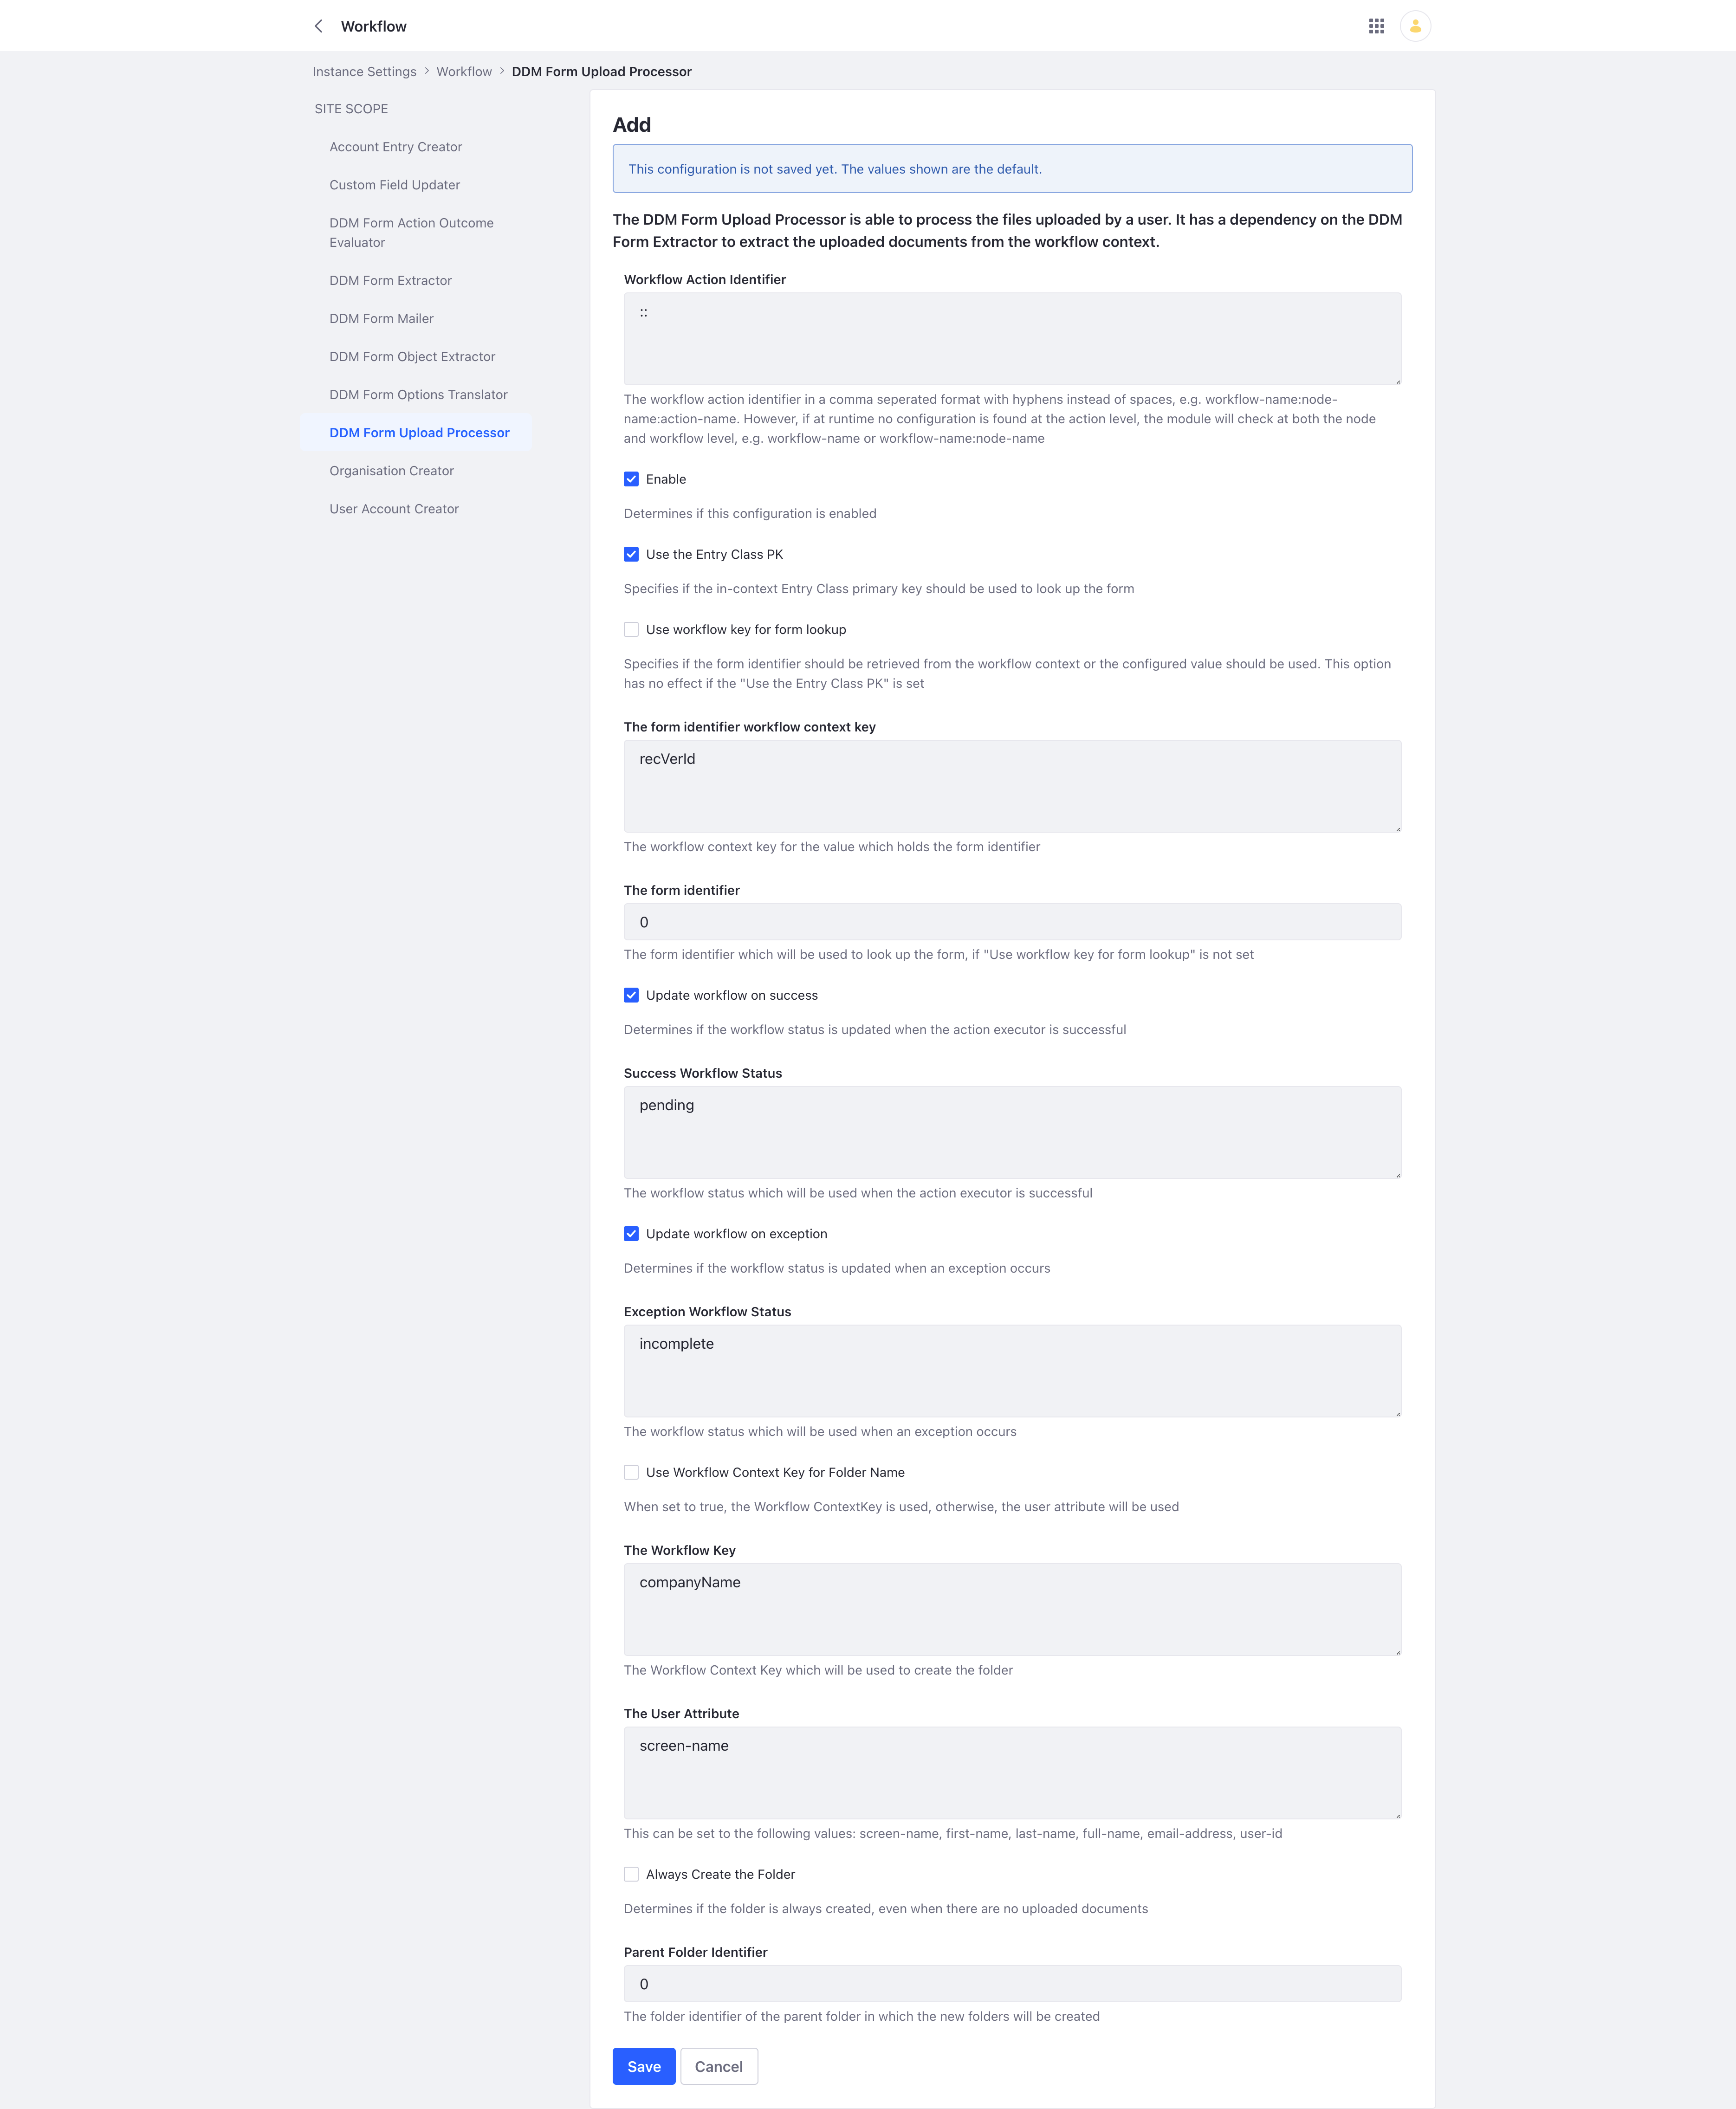 Workflow
Instance Settings > Workflow > DDM Form Upload Processor
SITE SCOPE
Account Entry Creator
Custom Field Updater
DDM Form Action Outcome
Evaluator
DDM Form Extractor
DDM Form Mailer
DDM Form Object Extractor
DDM Form Options Translator
DDM Form Upload Processor
Organisation Creator
User Account Creator
Add
This configuration is not saved yet. The values shown are the default.
The DDM Form Upload Processor is able to process the files uploaded by a user. It has a dependency on the DDM
Form Extractor to extract the uploaded documents from the workflow context.
Workflow Action Identifier
::
The workflow action identifier in a comma seperated format with hyphens instead of spaces, e.g. workflow-name:node-
name:action-name. However, if at runtime no configuration is found at the action level, the module will check at both the node
and workflow level, e.g. workflow-name or workflow-name:node-name
Enable
Determines if this configuration is enabled
Use the Entry Class PK
Specifies if the in-context Entry Class primary key should be used to look up the form
Use workflow key for form lookup
Specifies if the form identifier should be retrieved from the workflow context or the configured value should be used. This option
has no effect if the "Use the Entry Class PK" is set
The form identifier workflow context key
recVerId
The workflow context key for the value which holds the form identifier
The form identifier
0
The form identifier which will be used to look up the form, if "Use workflow key for form lookup" is not set
Update workflow on success
Determines if the workflow status is updated when the action executor is successful
Success Workflow Status
pending
The workflow status which will be used when the action executor is successful
Update workflow on exception
Determines if the workflow status is updated when an exception occurs
Exception Workflow Status
incomplete
The workflow status which will be used when an exception occurs
Use Workflow Context Key for Folder Name
When set to true, the Workflow ContextKey is used, otherwise, the user attribute will be used
The Workflow Key
companyName
The Workflow Context Key which will be used to create the folder
The User Attribute
screen-name
This can be set to the following values: screen-name, first-name, last-name, full-name, email-address, user-id
Always Create the Folder
Determines if the folder is always created, even when there are no uploaded documents
Parent Folder Identifier
0
The folder identifier of the parent folder in which the new folders will be created
Save Cancel